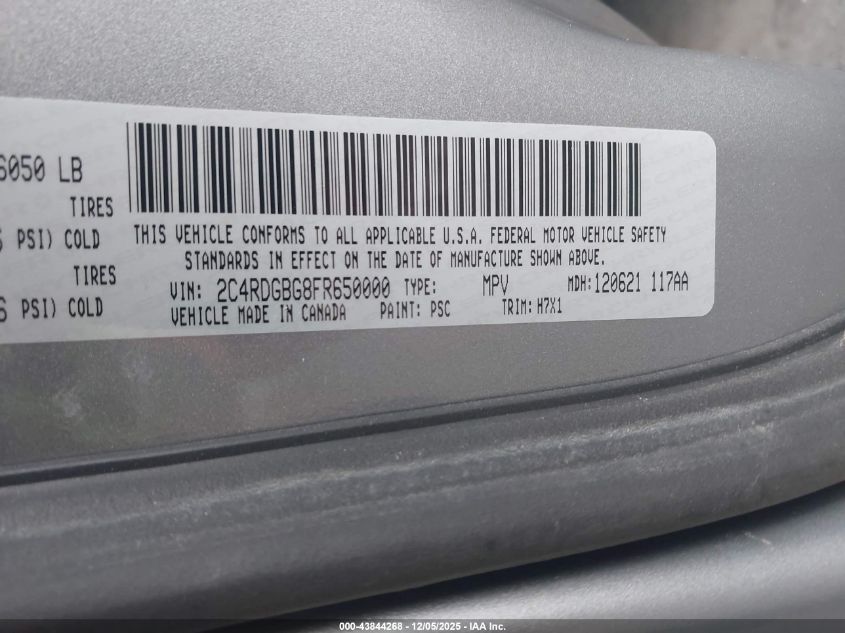 6050 LB
TIRES
PSI) COLD
TIRES
PSI) COLD
THIS VEHICLE CONFORMS TO ALL APPLICABLE U.S.A. FEDERAL MOTOR VEHICLE SAFETY
STANDARDS IN EFFECT ON THE DATE OF MANUFACTURE SHOWN ABOVE.
VIN: 2C4RDGBG8FR650000 TYPE: MPV MDH:120621 117AA
VEHICLE MADE IN CANADA PAINT: PSC TRIM: H7X1
000-43844268 - 12/05/2025 - IAA Inc.